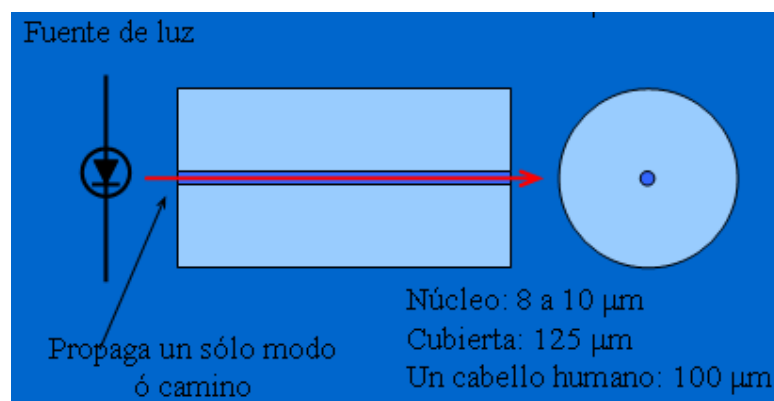 Fuente de luz
Propaga un sólo modo
ó camino
Núcleo: 8 a 10 μm
Cubierta: 125 μm
Un cabello humano: 100 μm